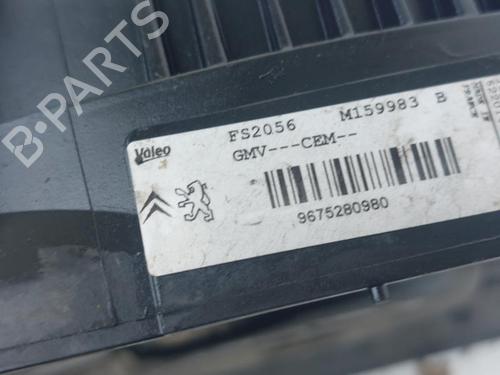 Valeo
FS2056 M159983 B
GMV---CEM--
9675280980
B-PARTS